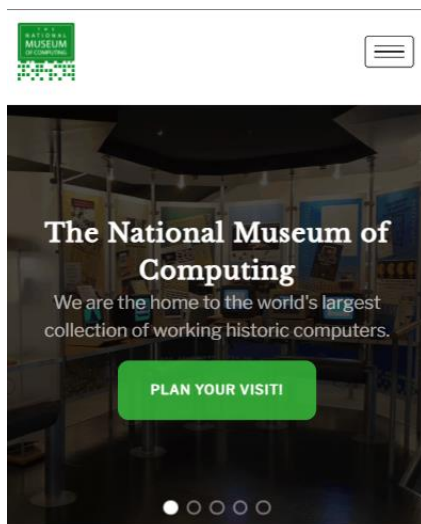 THE
NATIONAL
MUSEUM
OF COMPUTING
The National Museum of
Computing
We are the home to the world's largest
collection of working historic computers.
PLAN YOUR VISIT!